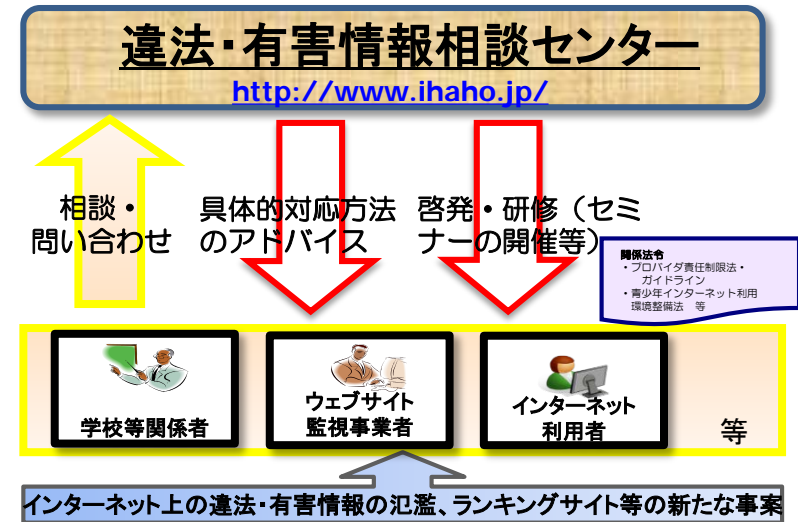 違法・有害情報相談センター
http://www.ihaho.jp/
相談・
問い合わせ
具体的対応方法
のアドバイス
啓発・研修（セミ
ナーの開催等）
関係法令
・プロバイダ責任制限法・
ガイドライン
・青少年インターネット利用
環境整備法　等
学校等関係者
ウェブサイト
監視事業者
インターネット
利用者
等
インターネット上の違法・有害情報の氾濫、ランキングサイト等の新たな事案